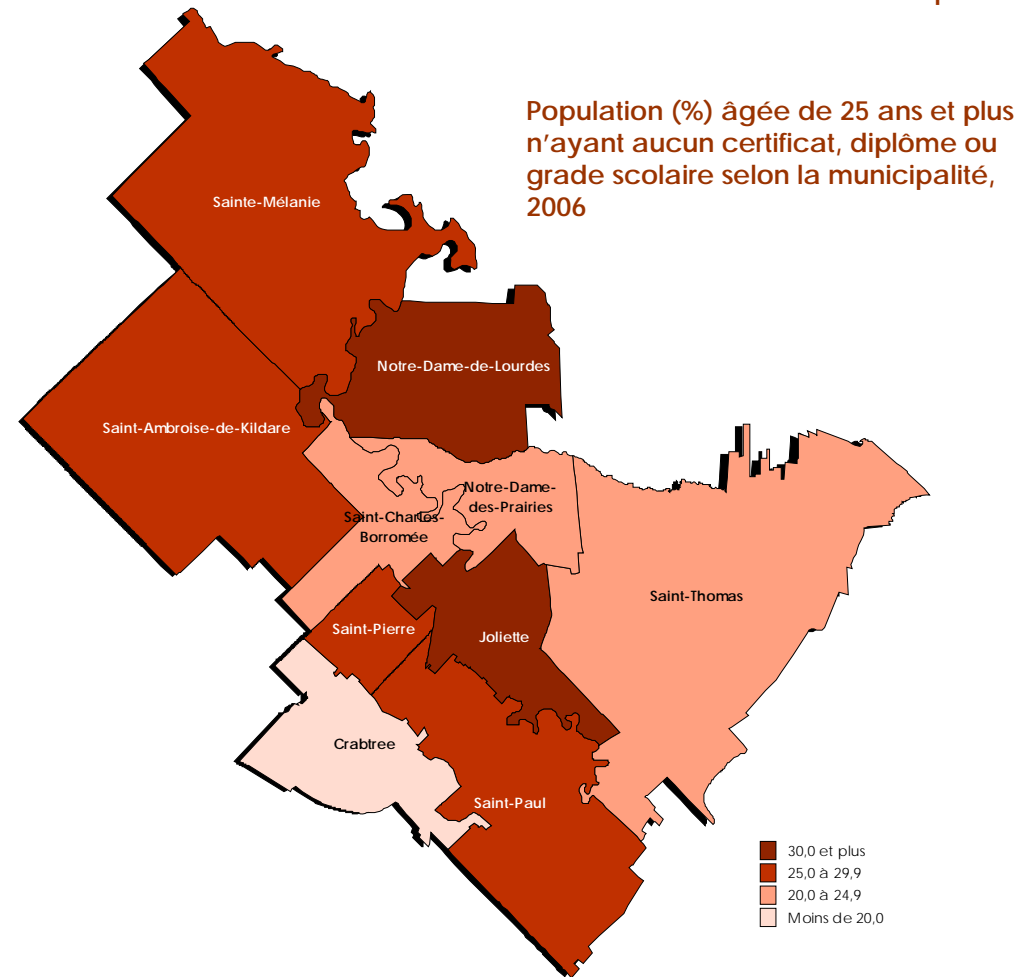 Population (%) âgée de 25 ans et plus
n'ayant aucun certificat, diplôme ou
grade scolaire selon la municipalité,
2006
Sainte-Mélanie
Notre-Dame-de-Lourdes
Saint-Ambroise-de-Kildare
Notre-Dame-
des-Prairies
Saint-Charles-
Borromée
Saint-Thomas
Saint-Pierre
Joliette
Crabtree
Saint-Paul
30,0 et plus
25,0 à 29,9
20,0 à 24,9
Moins de 20,0